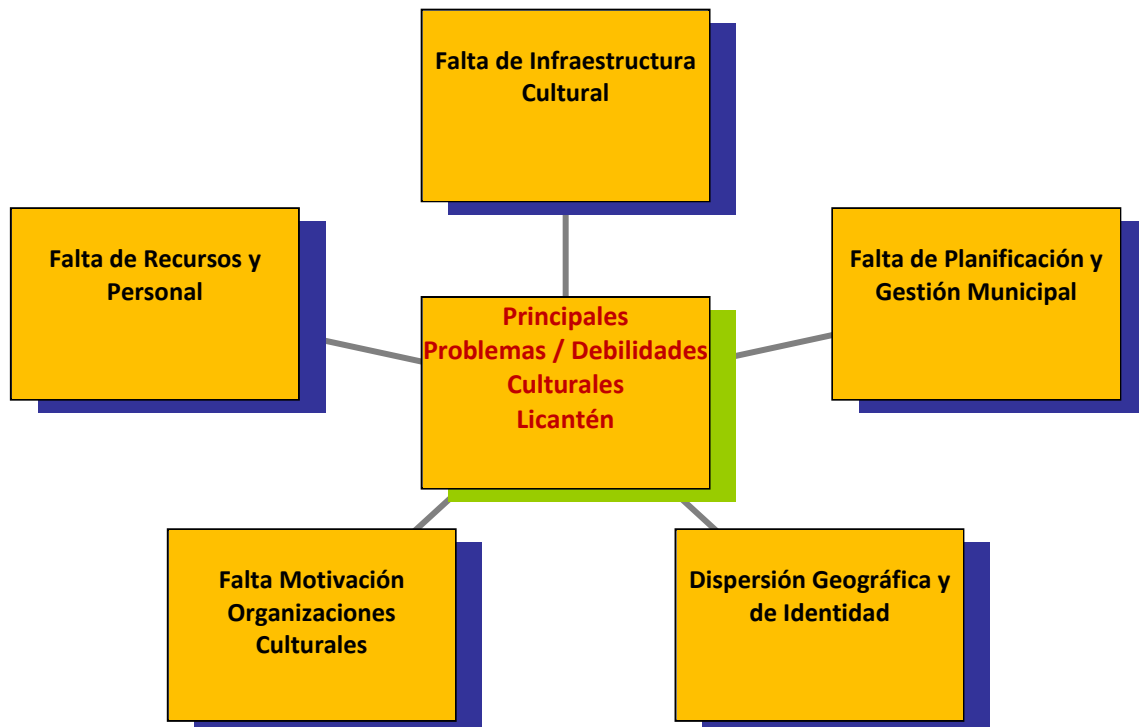 Falta de Infraestructura
Cultural
Falta de Recursos y
Personal
Falta de Planificación y
Gestión Municipal
Principales
Problemas / Debilidades
Culturales
Licantén
Falta Motivación
Organizaciones
Culturales
Dispersión Geográfica y
de Identidad